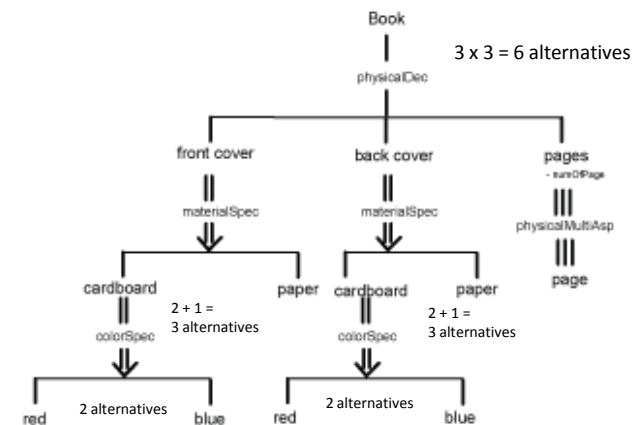 Book
3 x 3 = 6 alternatives
physicalDec
front cover
back cover
pages
- numOfPage
materialSpec
materialSpec
physicalMultiAsp
cardboard
paper
cardboard
paper
page
2 + 1 =
3 alternatives
2 + 1 =
3 alternatives
colorSpec
colorSpec
red
2 alternatives
blue
red
2 alternatives
blue